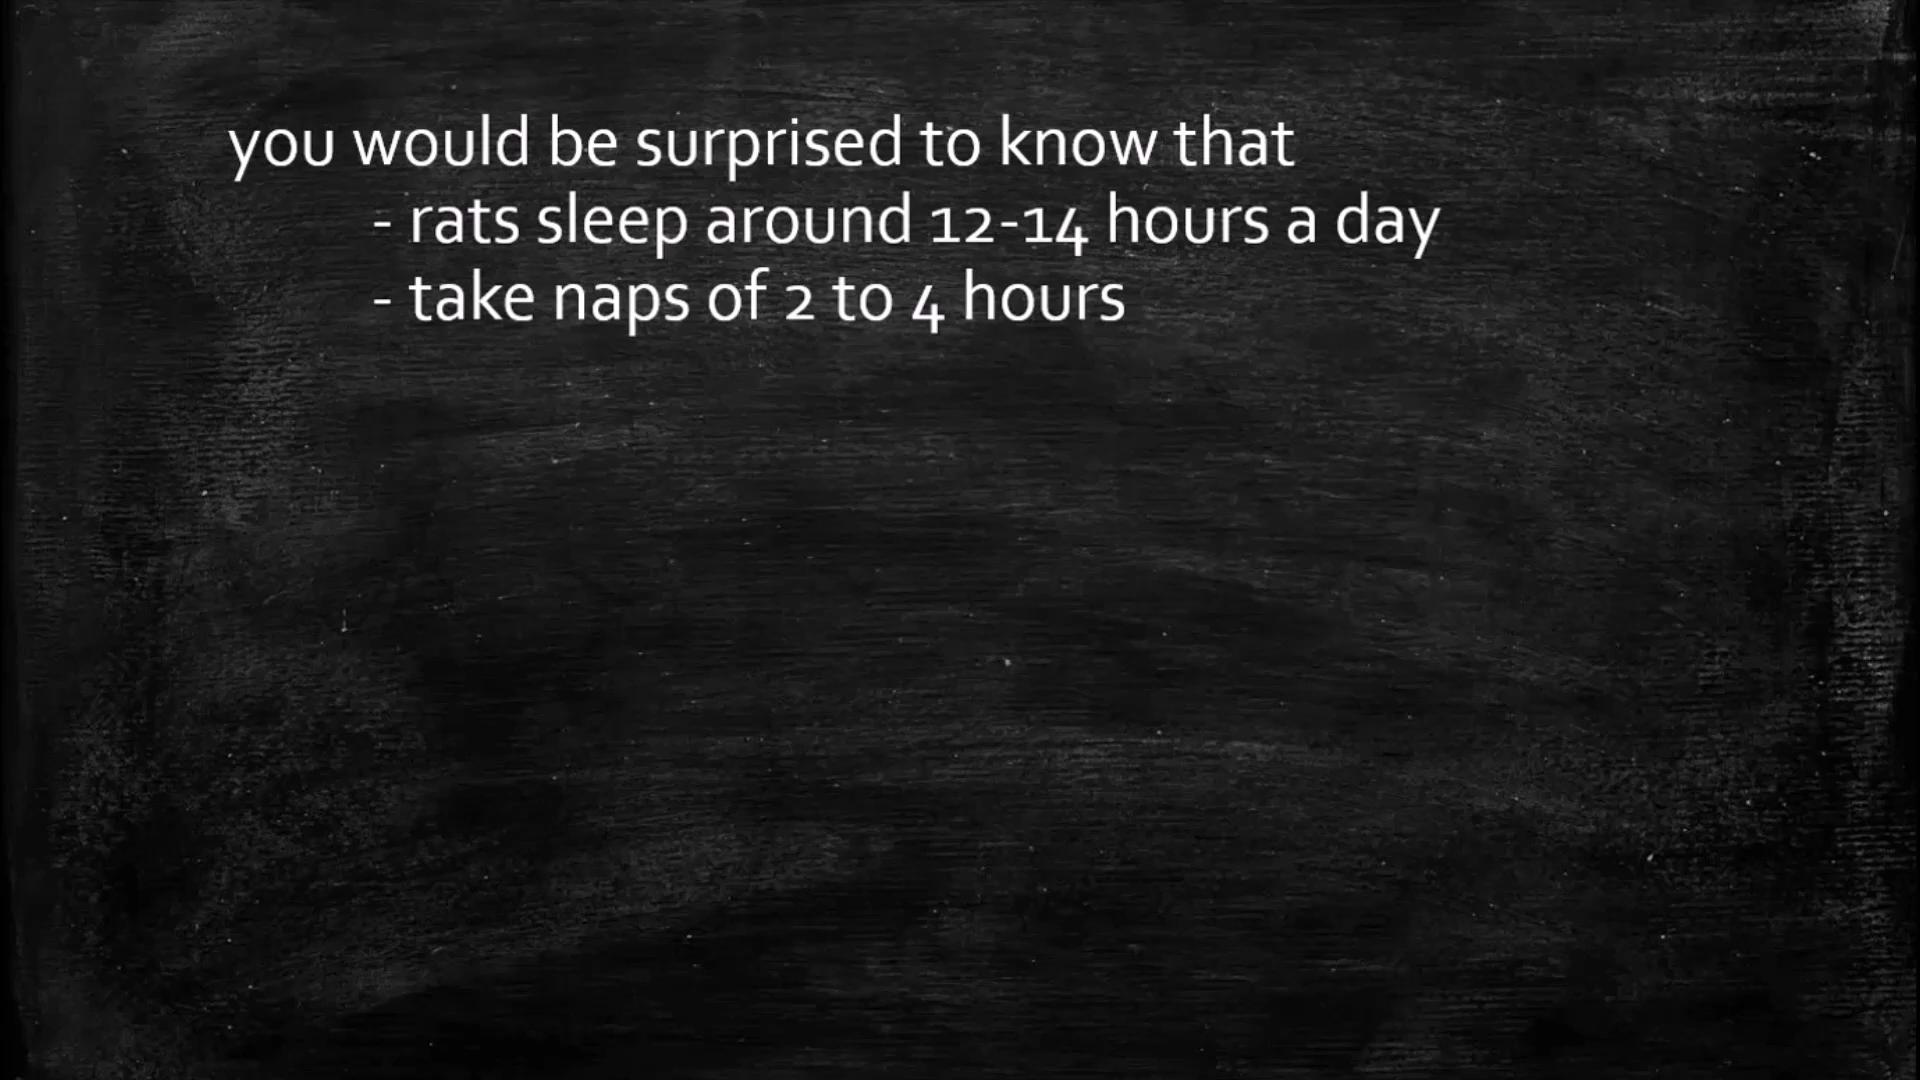 you would be surprised to know that
- rats sleep around 12-14 hours a day
- take naps of 2 to 4 hours